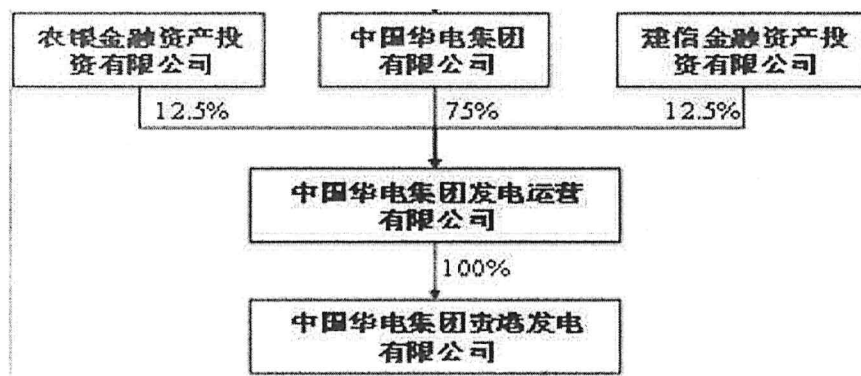 农银金融资产投
资有限公司
中国华电集团
有限公司
建信金融资产投
资有限公司
12.5%
75%
12.5%
中国华电集团发电运营
有限公司
100%
中国华电集团贵港发电
有限公司